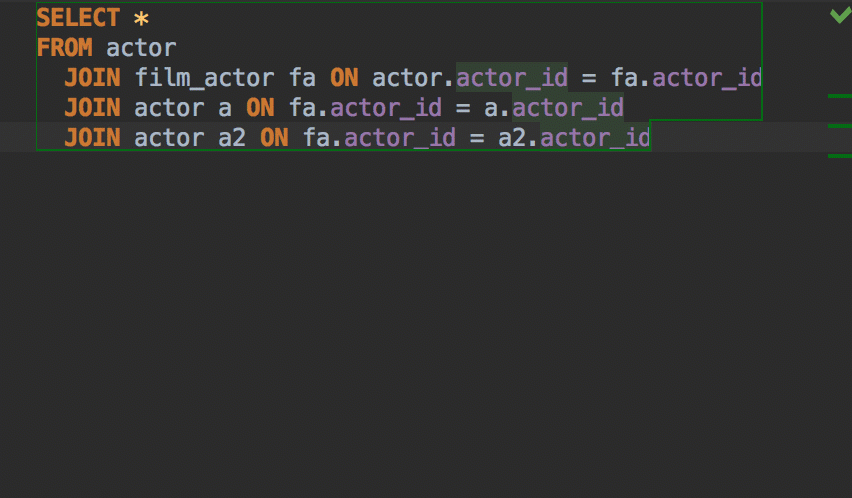 SELECT *
FROM actor
  JOIN film_actor fa ON actor.actor_id = fa.actor_id
  JOIN actor a ON fa.actor_id = a.actor_id
  JOIN actor a2 ON fa.actor_id = a2.actor_id